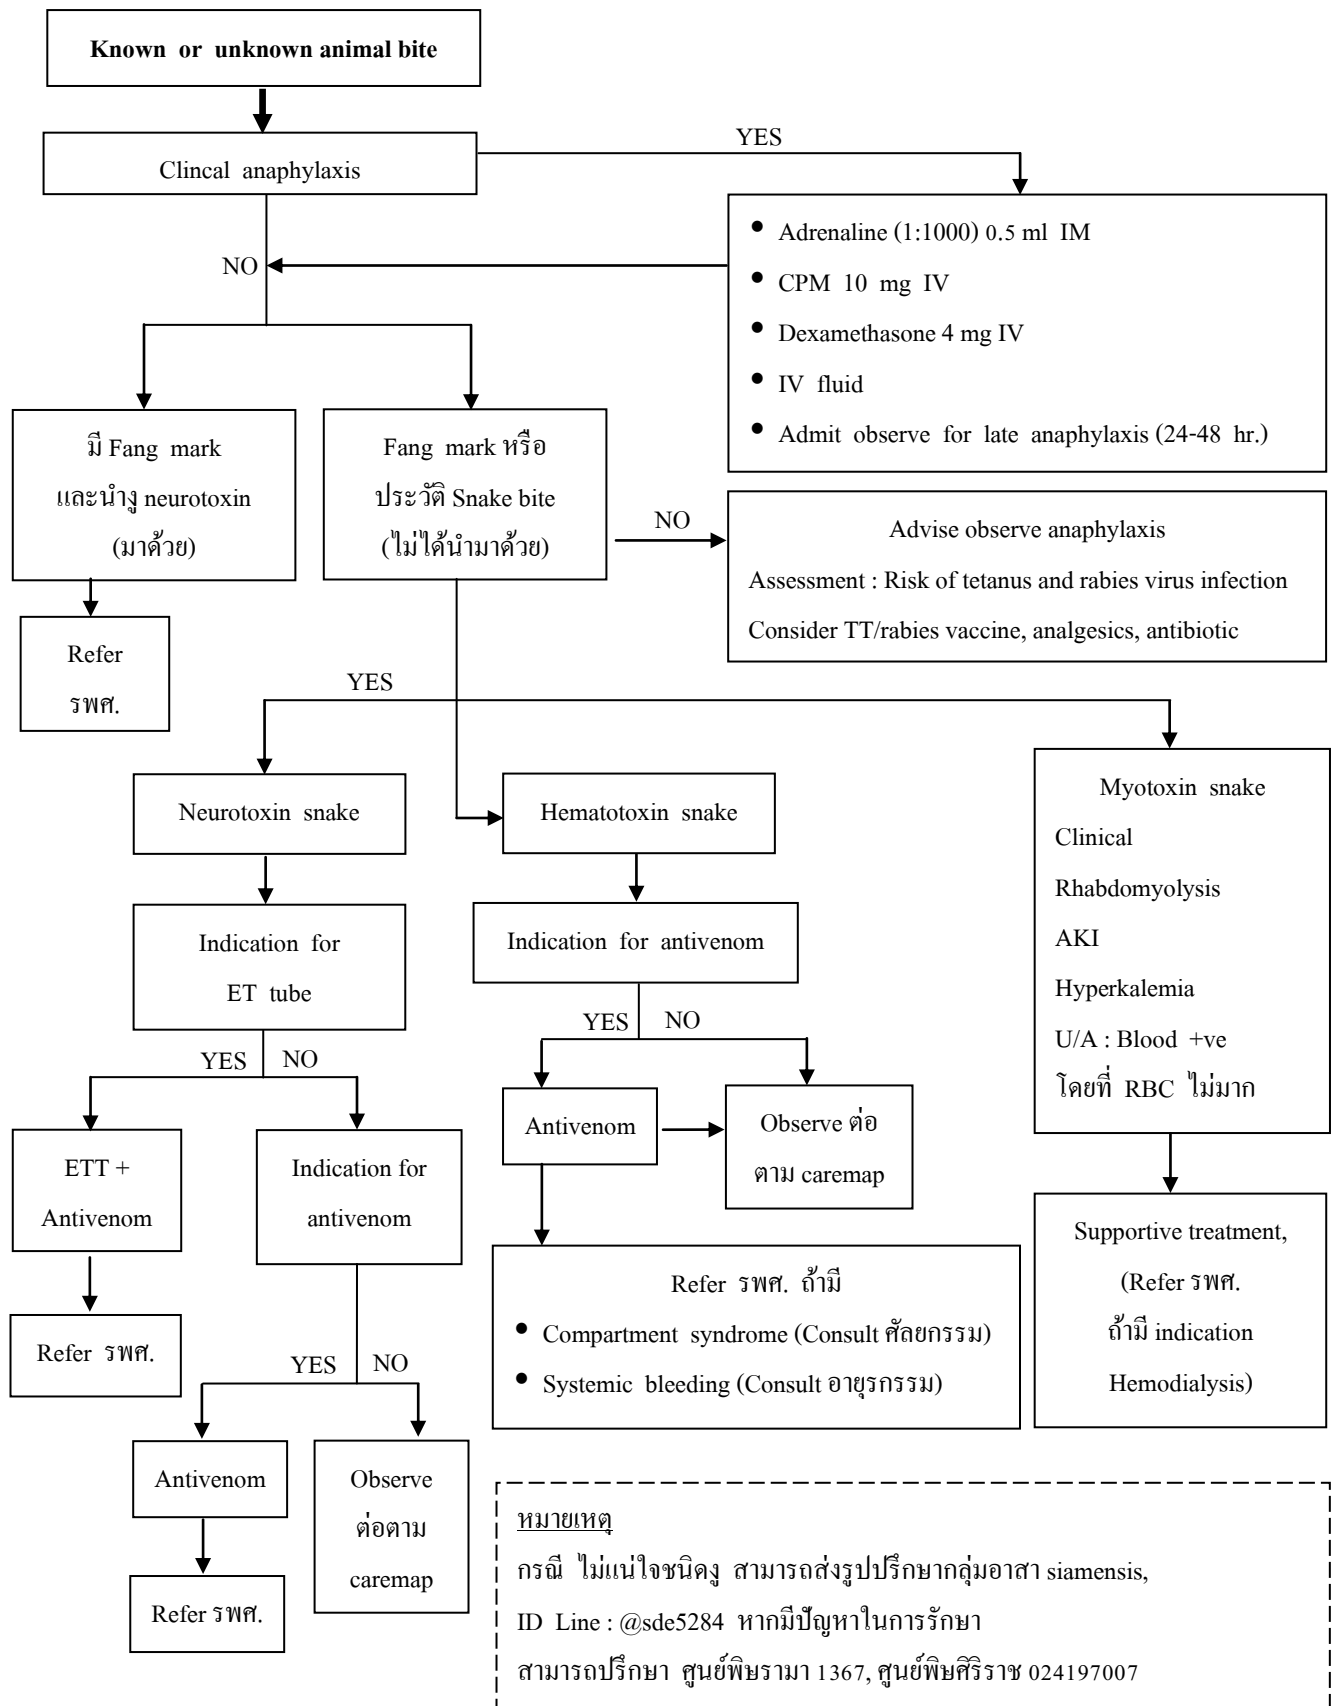 Known or unknown animal bite
Clincal anaphylaxis
YES
• Adrenaline (1:1000) 0.5 ml IM
• CPM 10 mg IV
• Dexamethasone 4 mg IV
• IV fluid
• Admit observe for late anaphylaxis (24-48 hr.)
NO
มี Fang mark
และนำงู neurotoxin
(มาด้วย)
Fang mark หรือ
ประวัติ Snake bite
(ไม่ได้นำมาด้วย)
NO
Advise observe anaphylaxis
Assessment : Risk of tetanus and rabies virus infection
Consider TT/rabies vaccine, analgesics, antibiotic
Refer
รพศ.
YES
Neurotoxin snake
Hematotoxin snake
Myotoxin snake
Clinical
Rhabdomyolysis
AKI
Hyperkalemia
U/A : Blood +ve
โดยที่ RBC ไม่มาก
Indication for
ET tube
Indication for antivenom
YES
NO
YES
NO
ETT +
Antivenom
Indication for
antivenom
Antivenom
Observe ต่อ
ตาม caremap
Supportive treatment,
(Refer รพศ.
ถ้ามี indication
Hemodialysis)
Refer รพศ.
Refer รพศ. ถ้ามี
• Compartment syndrome (Consult ศัลยกรรม)
• Systemic bleeding (Consult อายุรกรรม)
YES
NO
Antivenom
Observe
ต่อตาม
caremap
Refer รพศ.
หมายเหตุ
กรณี ไม่แน่ใจชนิดงู สามารถส่งรูปปรึกษากลุ่มอาสา siamensis,
ID Line : @sde5284 หากมีปัญหาในการรักษา
สามารถปรึกษา ศูนย์พิษรามา 1367, ศูนย์พิษศิริราช 024197007